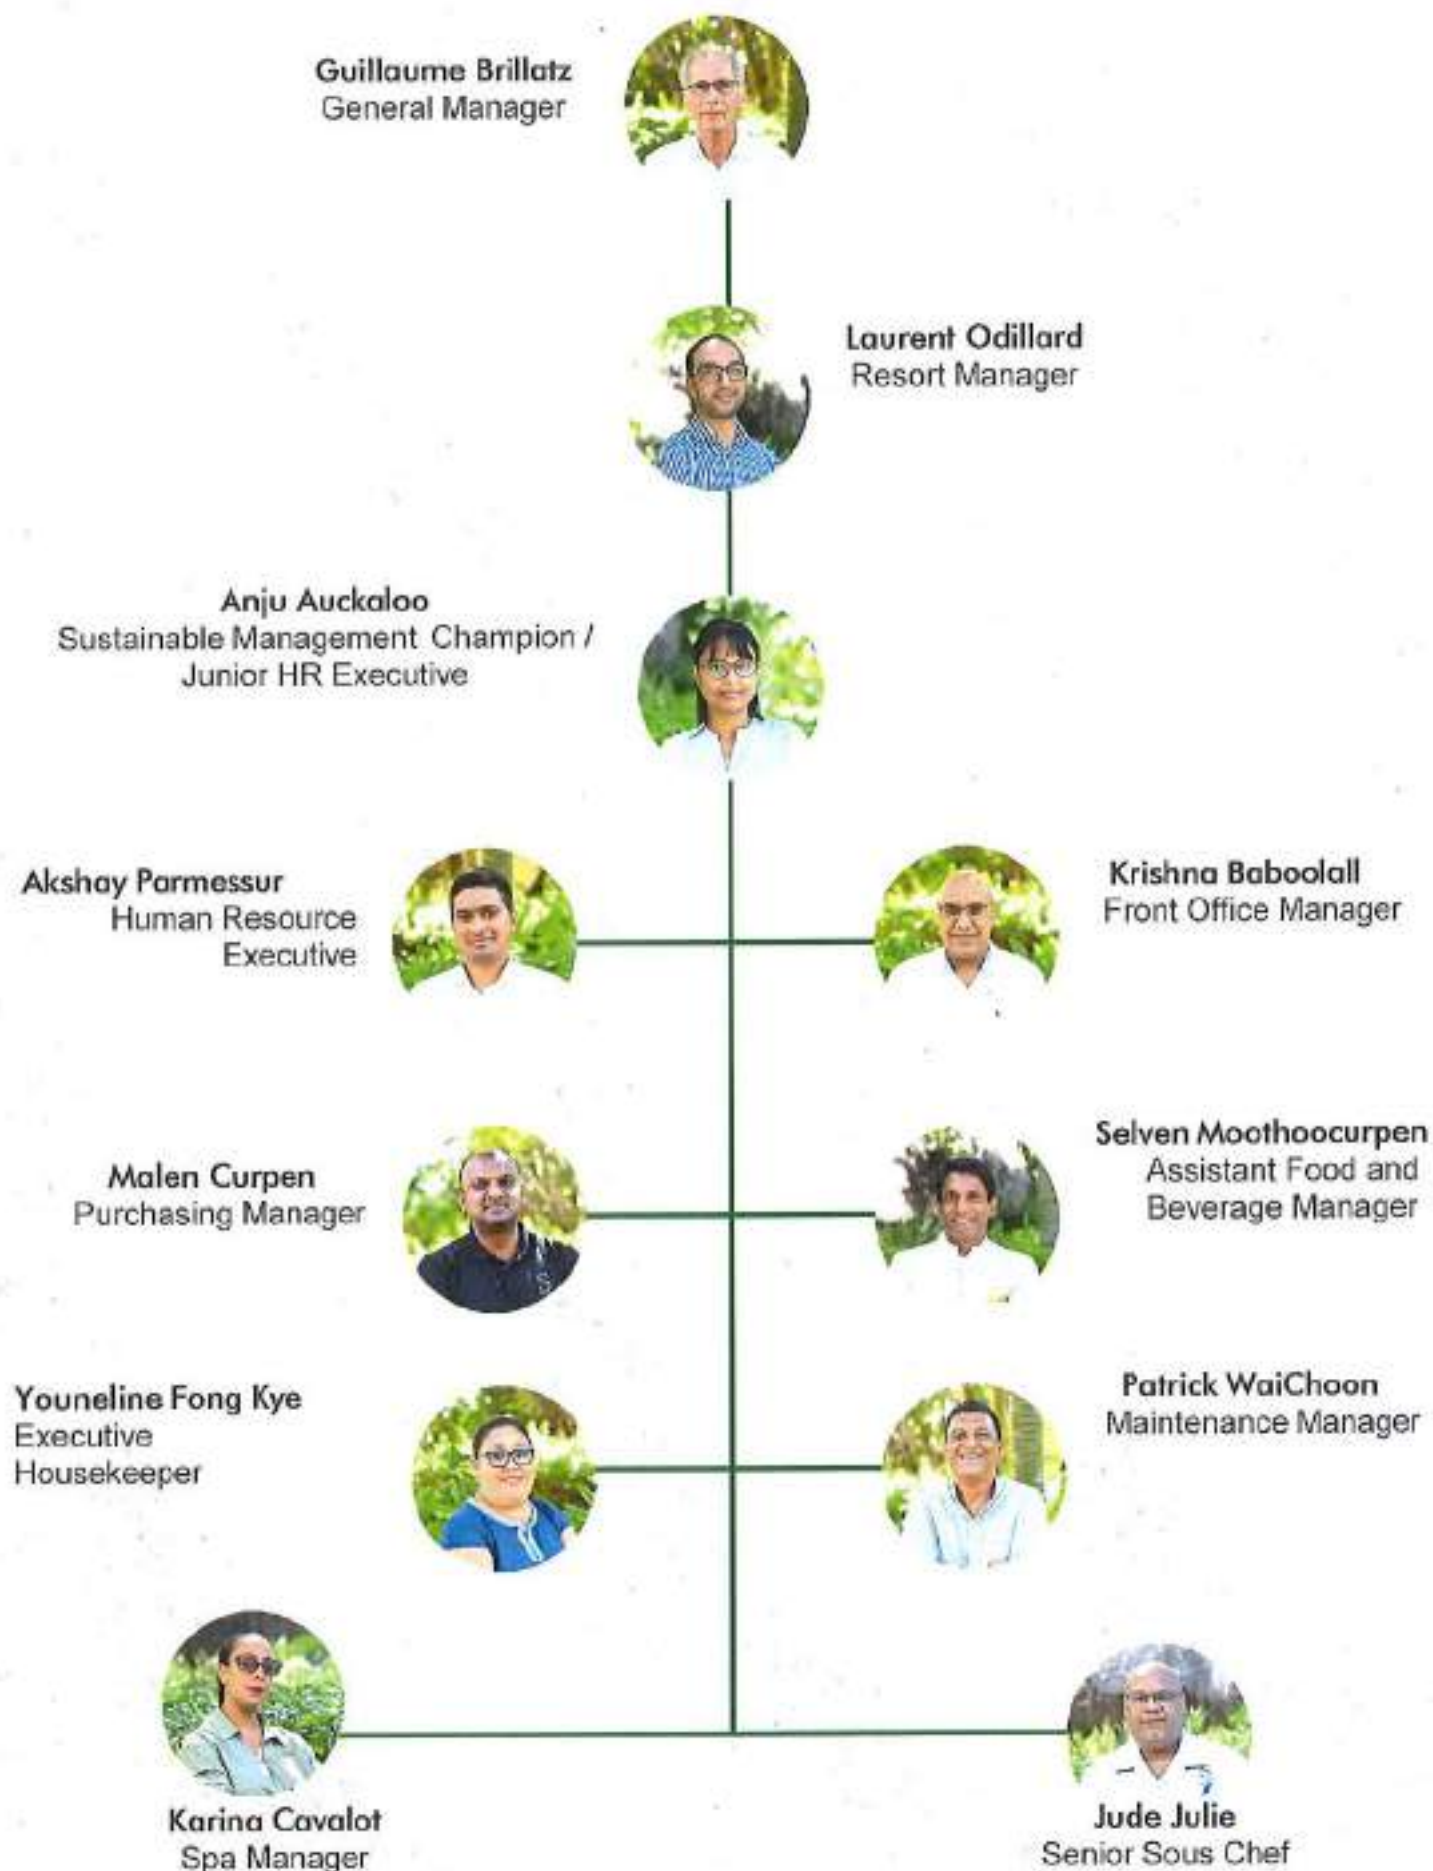 Guillaume Brillatz
General Manager
Laurent Odillard
Resort Manager
Anju Auckaloo
Sustainable Management Champion /
Junior HR Executive
Akshay Parmessur
Human Resource
Executive
Krishna Baboolall
Front Office Manager
Malen Curpen
Purchasing Manager
Selven Moothoocurpen
Assistant Food and
Beverage Manager
Youneline Fong Kye
Executive
Housekeeper
Patrick WaiChoon
Maintenance Manager
Karina Cavalot
Spa Manager
Jude Julie
Senior Sous Chef